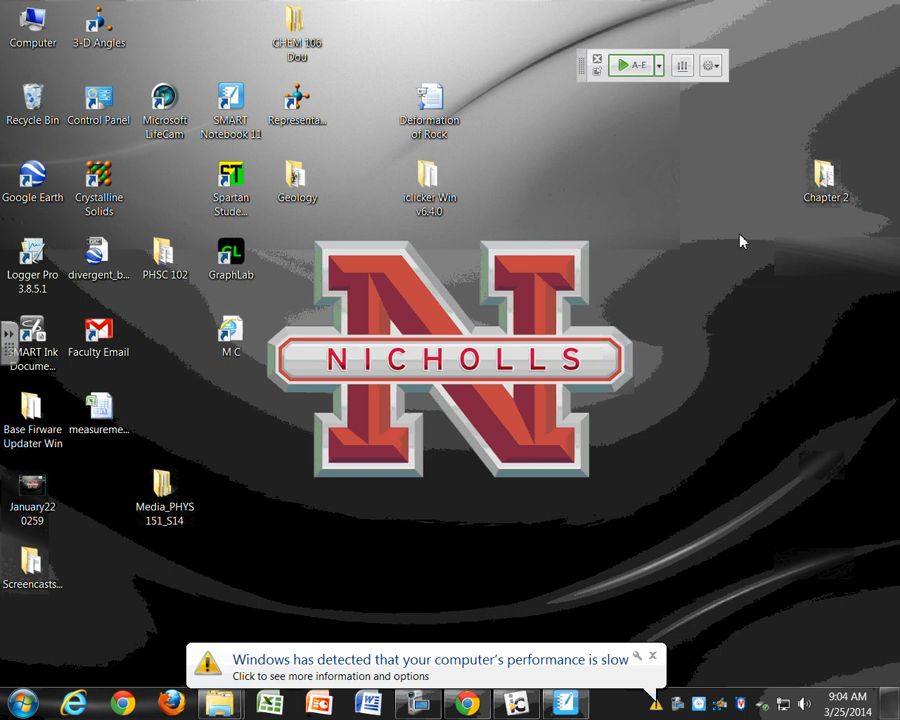 Computer
3-D Angles
CHEM 106
Dou
A-E
Recycle Bin
Control Panel
Microsoft
LifeCam
SMART
Notebook 11
Representa...
Deformation
of Rock
Google Earth
Crystalline
Solids
ST
Spartan
Stude...
Geology
iclicker Win
v6.4.0
Chapter 2
Logger Pro
3.8.5.1
divergent_b...
PHSC 102
GL
GraphLab
SMART Ink
Docume...
Faculty Email
M C
NICHOLLS
Base Firware
Updater Win
measureme...
January22
0259
Media_PHYS
151_S14
Screencasts...
Windows has detected that your computer's performance is slow
Click to see more information and options
9:04 AM
3/25/2014